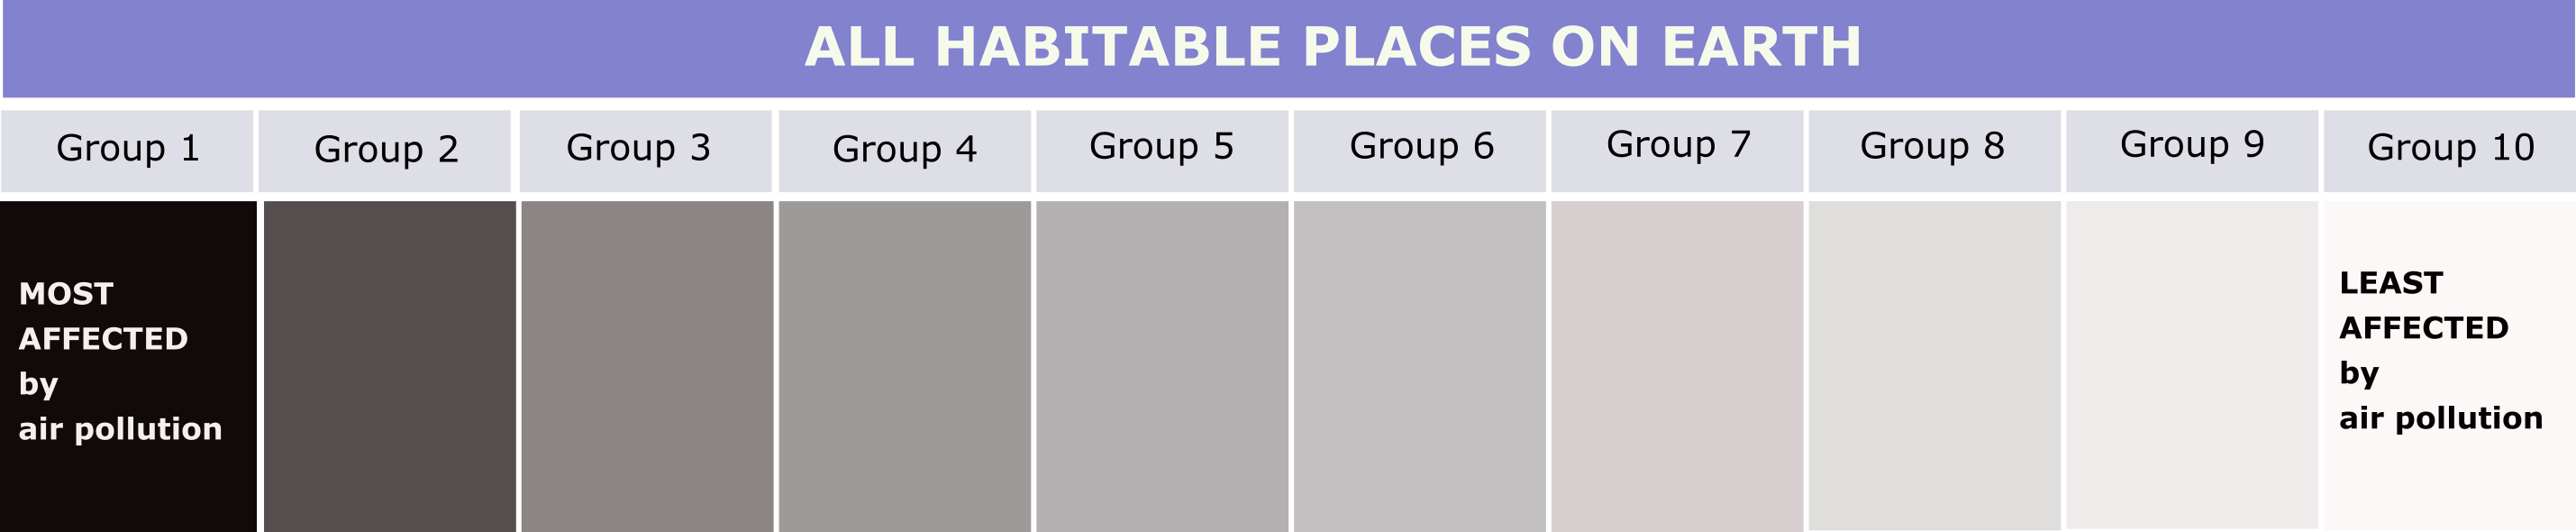 ALL HABITABLE PLACES ON EARTH
Group 1
Group 2
Group 3
Group 4
Group 5
Group 6
Group 7
Group 8
Group 9
Group 10
MOST
AFFECTED
by
air pollution
LEAST
AFFECTED
by
air pollution